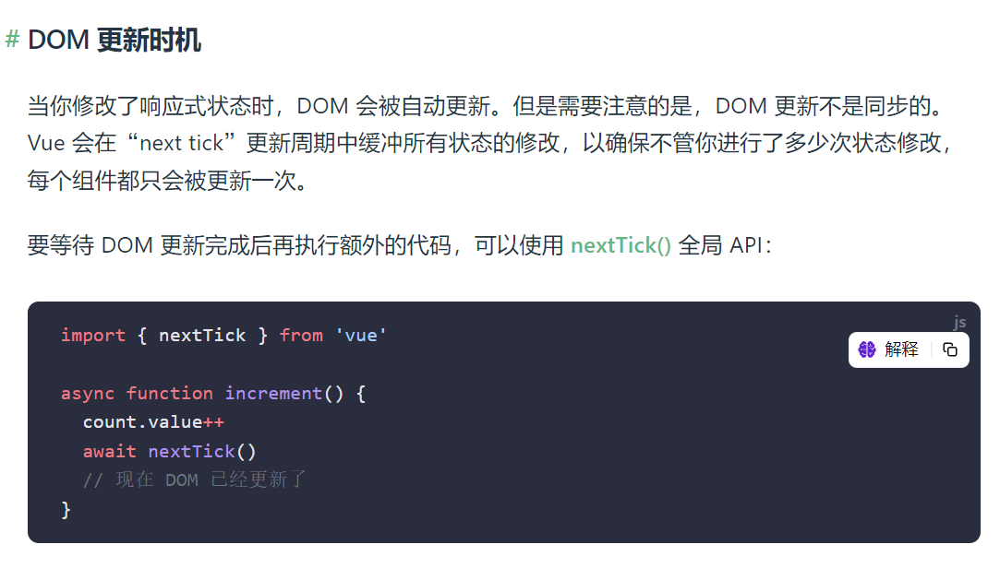 # DOM 更新时机
当你修改了响应式状态时，DOM 会被自动更新。但是需要注意的是，DOM 更新不是同步的。
Vue 会在“next tick”更新周期中缓冲所有状态的修改，以确保不管你进行了多少次状态修改，
每个组件都只会被更新一次。
要等待 DOM 更新完成后再执行额外的代码，可以使用 nextTick() 全局 API：
js
解释
import { nextTick } from 'vue'
async function increment() {
  count.value++
  await nextTick()
  // 现在 DOM 已经更新了
}